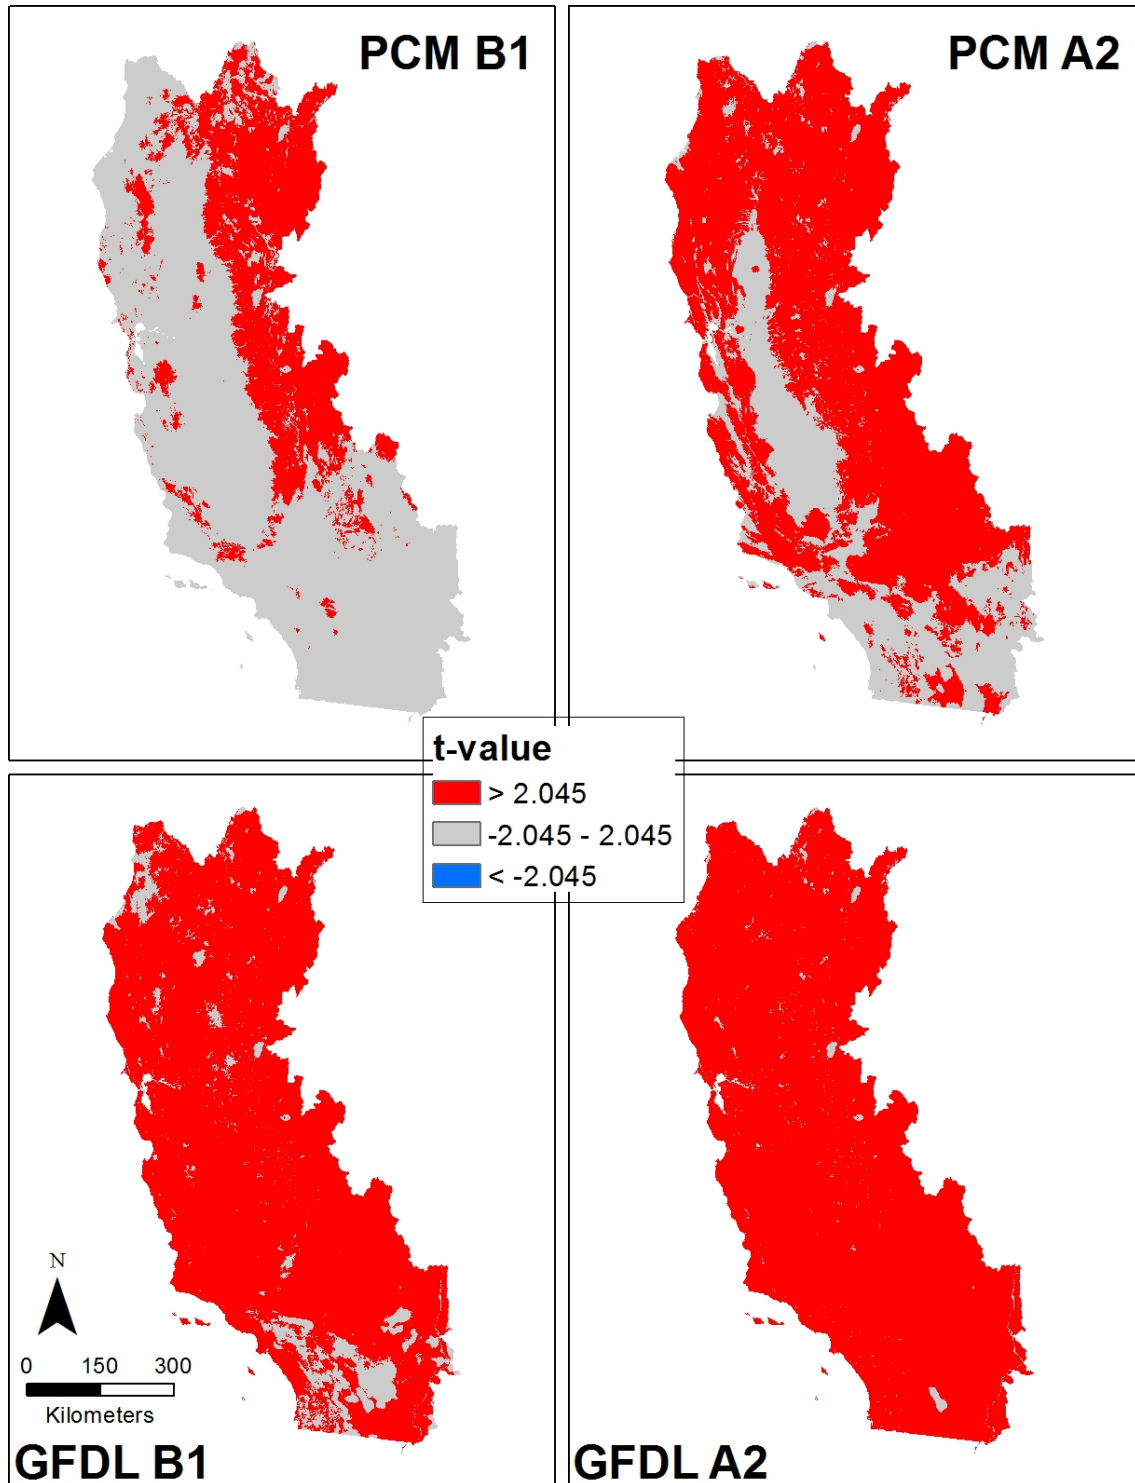 PCM B1
PCM A2
t-value
> 2.045
-2.045 - 2.045
< -2.045
N
0 150 300
Kilometers
GFDL B1
GFDL A2